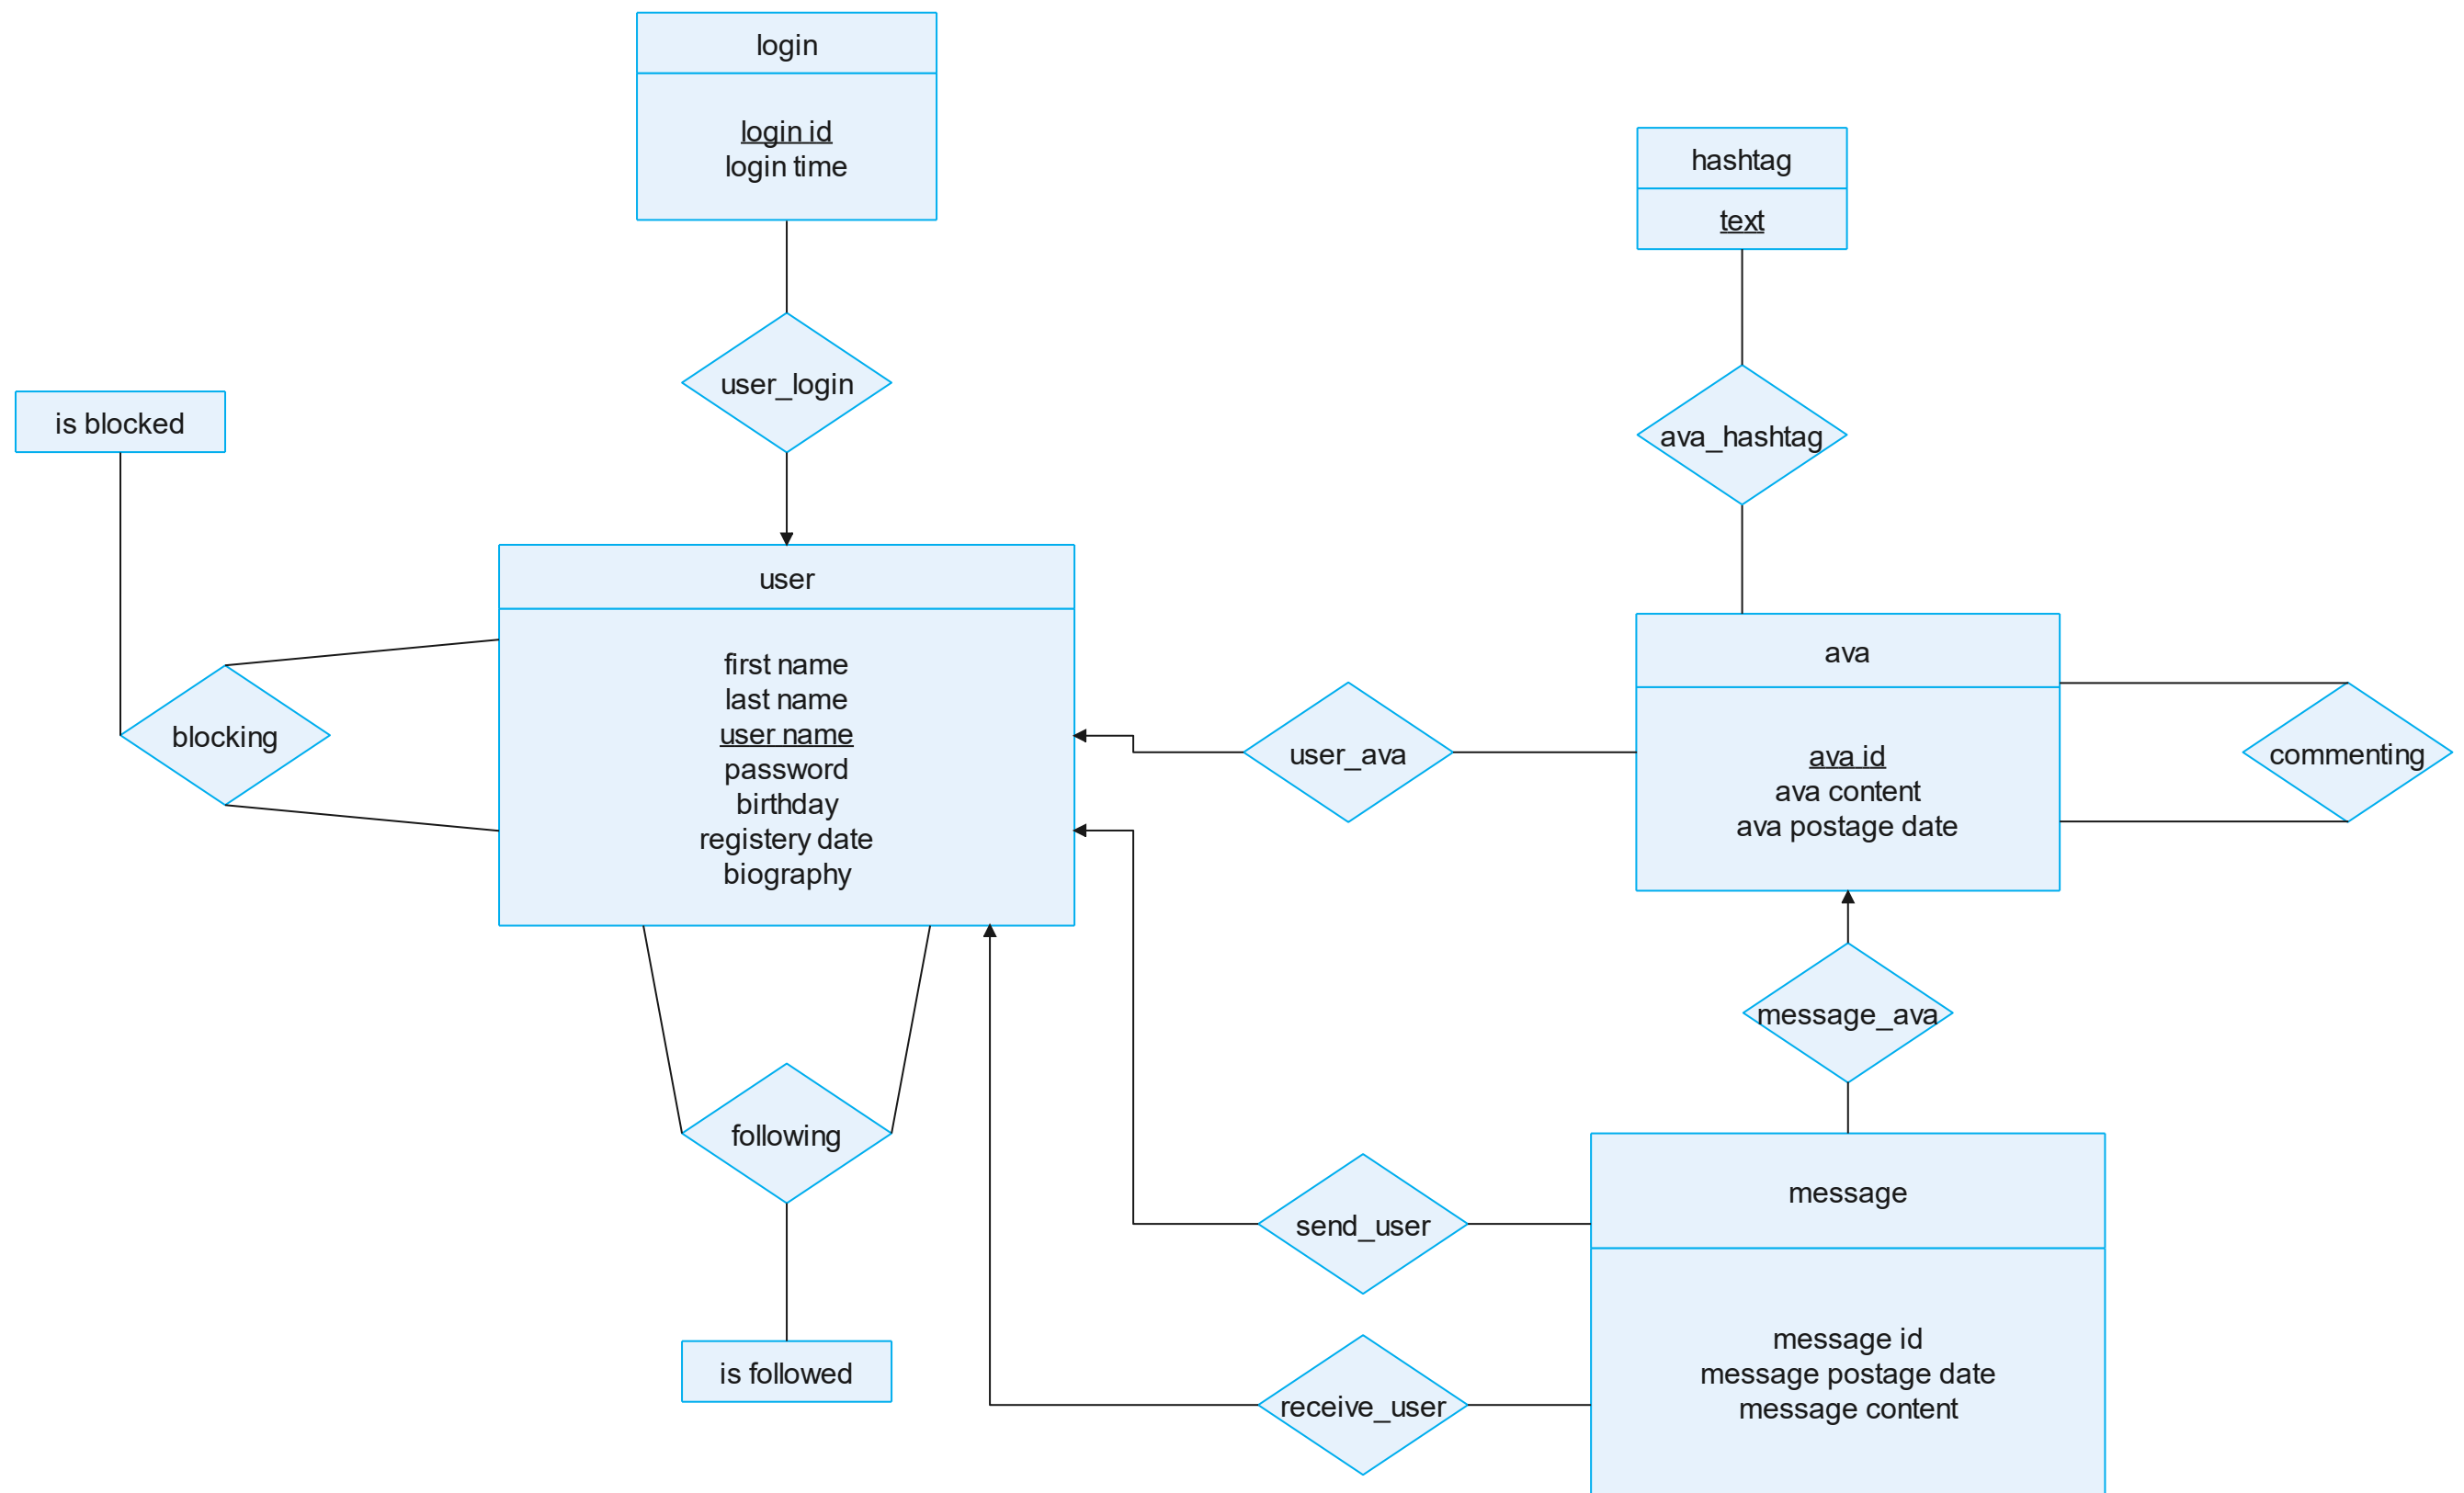 login
login id
login time
hashtag
text
user_login
is blocked
ava_hashtag
user
first name
last name
user name
password
birthday
registery date
biography
blocking
user_ava
ava
ava id
ava content
ava postage date
commenting
message_ava
following
send_user
message
message id
message postage date
message content
is followed
receive_user